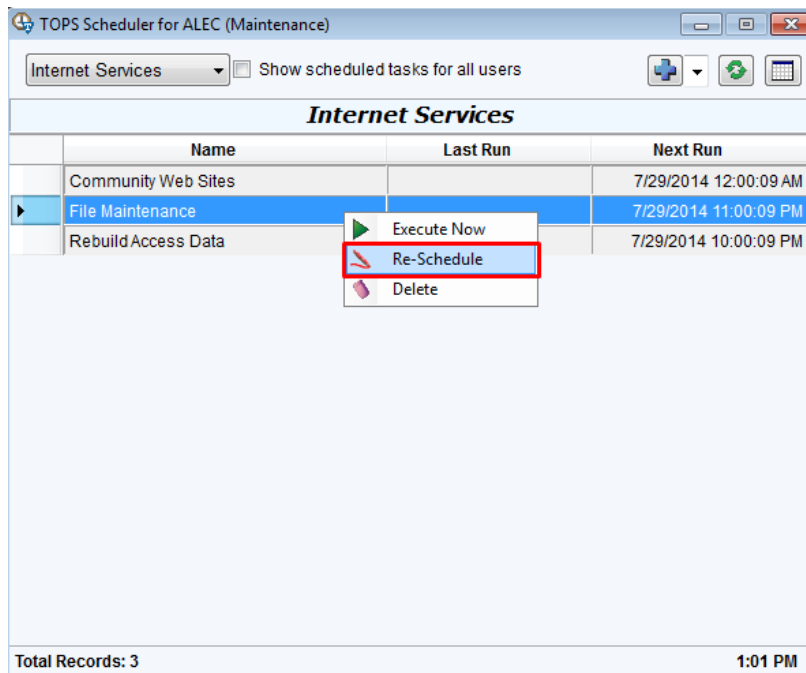 TOPS Scheduler for ALEC (Maintenance)
Internet Services Show scheduled tasks for all users
Internet Services
Name Last Run Next Run
Community Web Sites 7/29/2014 12:00:09 AM
File Maintenance 7/29/2014 11:00:09 PM
Rebuild Access Data 7/29/2014 10:00:09 PM
Execute Now
Re-Schedule
Delete
Total Records: 3 1:01 PM